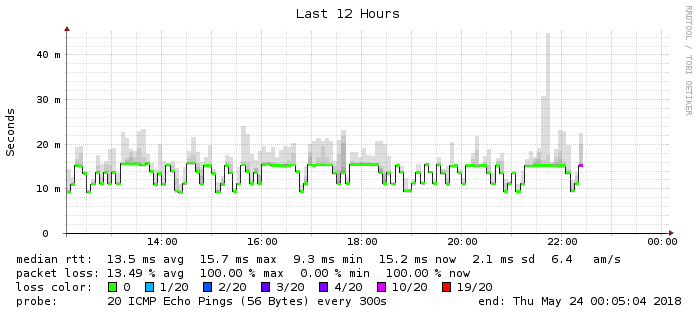 Last 12 Hours
RRDTOOL / TOBI OETIKER
Seconds
40 m
30 m
20 m
10 m
0
14:00 16:00 18:00 20:00 22:00 00:00
median rtt: 13.5 ms avg 15.7 ms max 9.3 ms min 15.2 ms now 2.1 ms sd 6.4 am/s
packet loss: 13.49 % avg 100.00 % max 0.00 % min 100.00 % now
loss color: 0 1/20 2/20 3/20 4/20 10/20 19/20
probe: 20 ICMP Echo Pings (56 Bytes) every 300s end: Thu May 24 00:05:04 2018